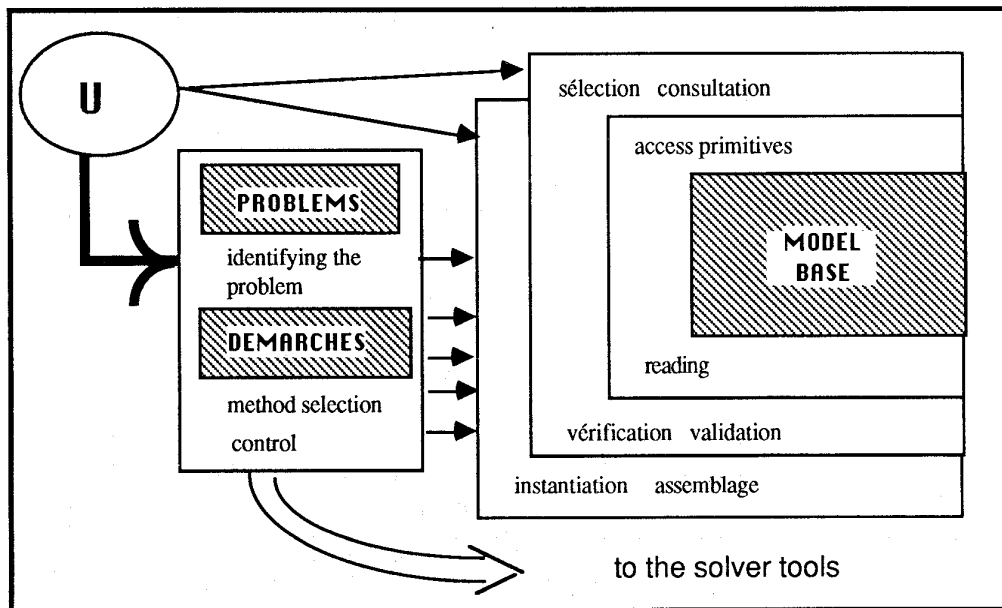 U
PROBLEMS
identifying the
problem
DEMARCHES
method selection
control
sélection consultation
access primitives
MODEL
BASE
reading
vérification validation
instantiation assemblage
to the solver tools